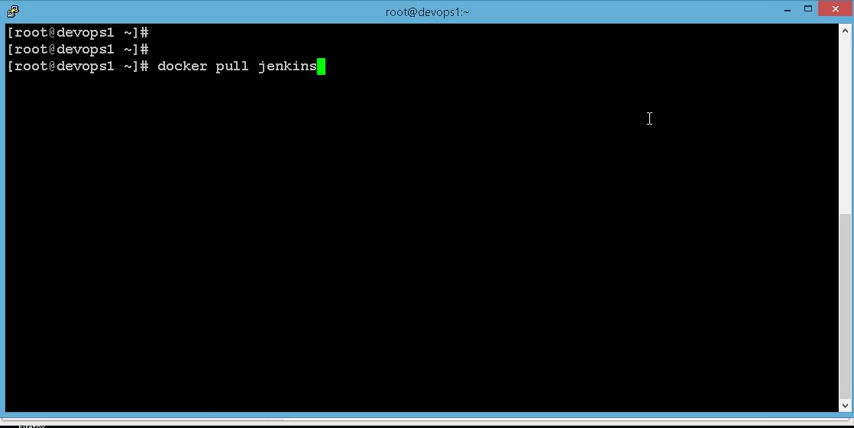 root@devops1:~
[root@devops1 ~]#
[root@devops1 ~]#
[root@devops1 ~]# docker pull jenkins